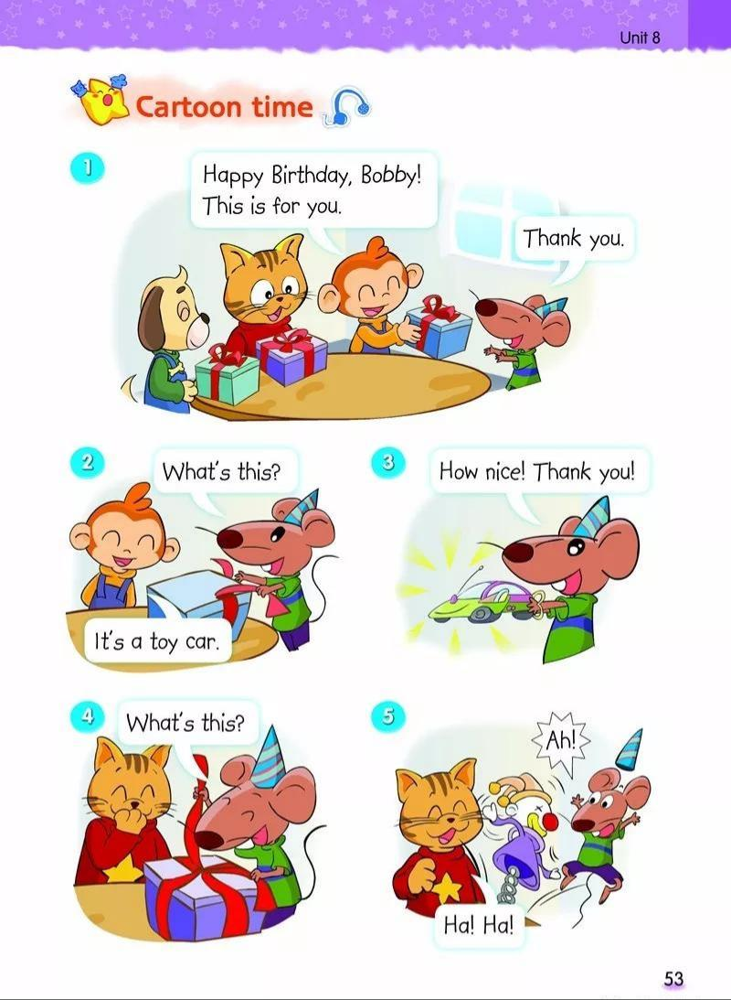 Unit 8
Cartoon time
1
Happy Birthday, Bobby!
This is for you.
Thank you.
2
What's this?
It's a toy car.
3
How nice! Thank you!
4
What's this?
5
Ah!
Ha! Ha!
53